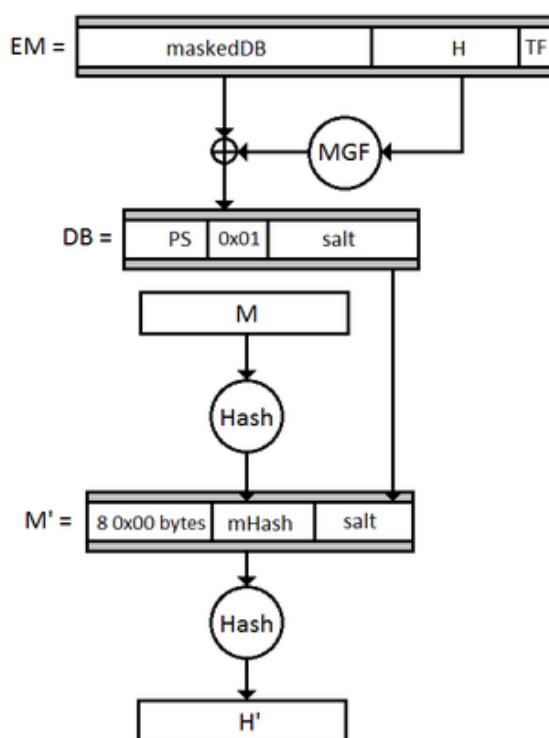 EM = maskedDB H TF
MGF
DB = PS 0x01 salt
M
Hash
M' = 8 0x00 bytes mHash salt
Hash
H'